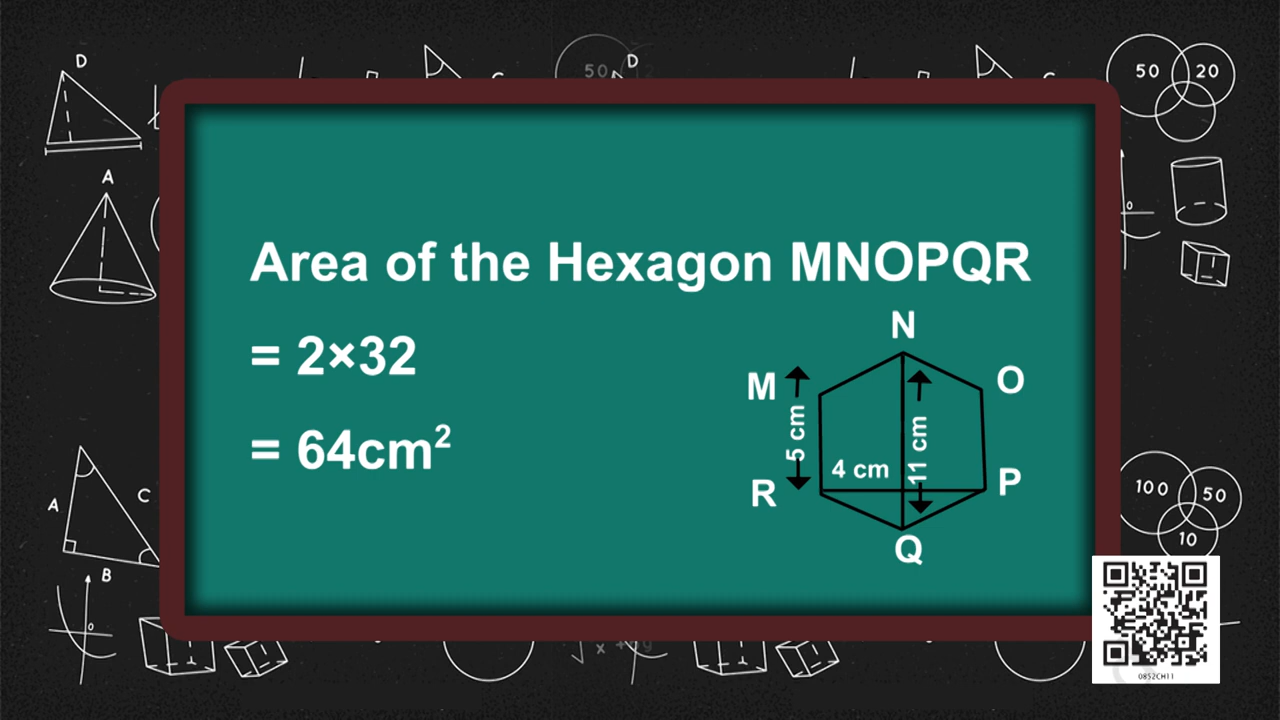 D
50
D
50
20
A
Area of the Hexagon MNOPQR
= 2×32
= 64cm²
N
M
O
5 cm
11 cm
4 cm
R
P
Q
A
C
B
100
50
10
0852CH11